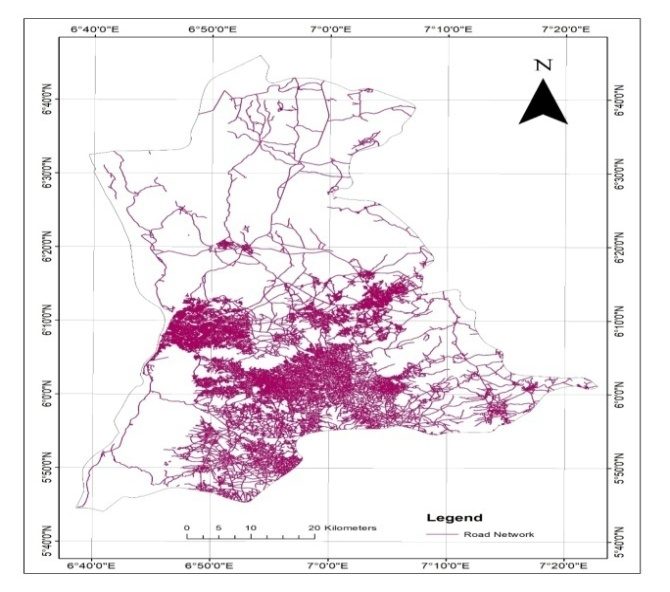 6°40'0"E 6°50'0"E 7°0'0"E 7°10'0"E 7°20'0"E
N
6°40'0"N 6°40'0"N
6°30'0"N 6°30'0"N
6°20'0"N 6°20'0"N
6°10'0"N 6°10'0"N
6°0'0"N 6°0'0"N
5°50'0"N 5°50'0"N
5°40'0"N 5°40'0"N
0 5 10 20 Kilometers
Legend
Road Network
6°40'0"E 6°50'0"E 7°0'0"E 7°10'0"E 7°20'0"E